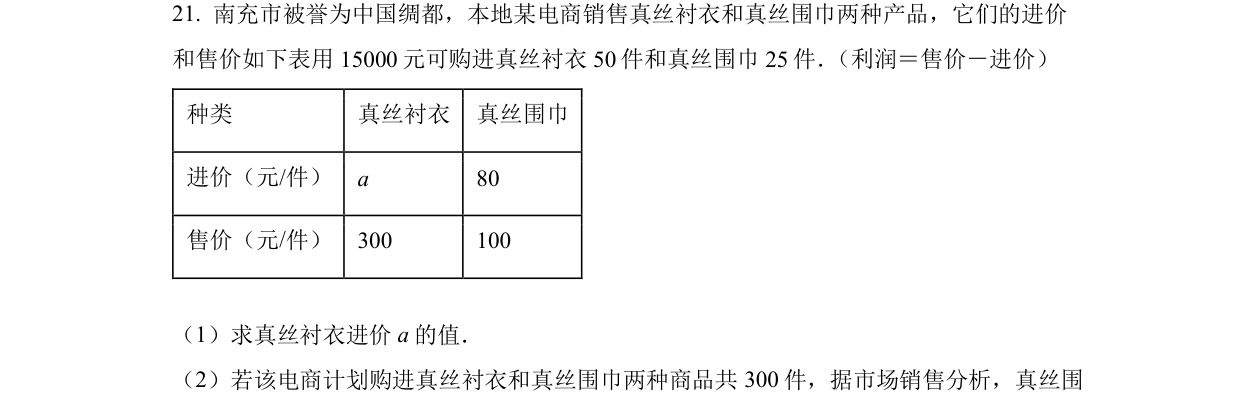 21. 南充市被誉为中国绸都，本地某电商销售真丝衬衣和真丝围巾两种产品，它们的进价
和售价如下表用 15000 元可购进真丝衬衣 50 件和真丝围巾 25 件．（利润＝售价－进价）
种类 真丝衬衣 真丝围巾
进价（元/件） a 80
售价（元/件） 300 100
（1）求真丝衬衣进价 a 的值．
（2）若该电商计划购进真丝衬衣和真丝围巾两种商品共 300 件，据市场销售分析，真丝围